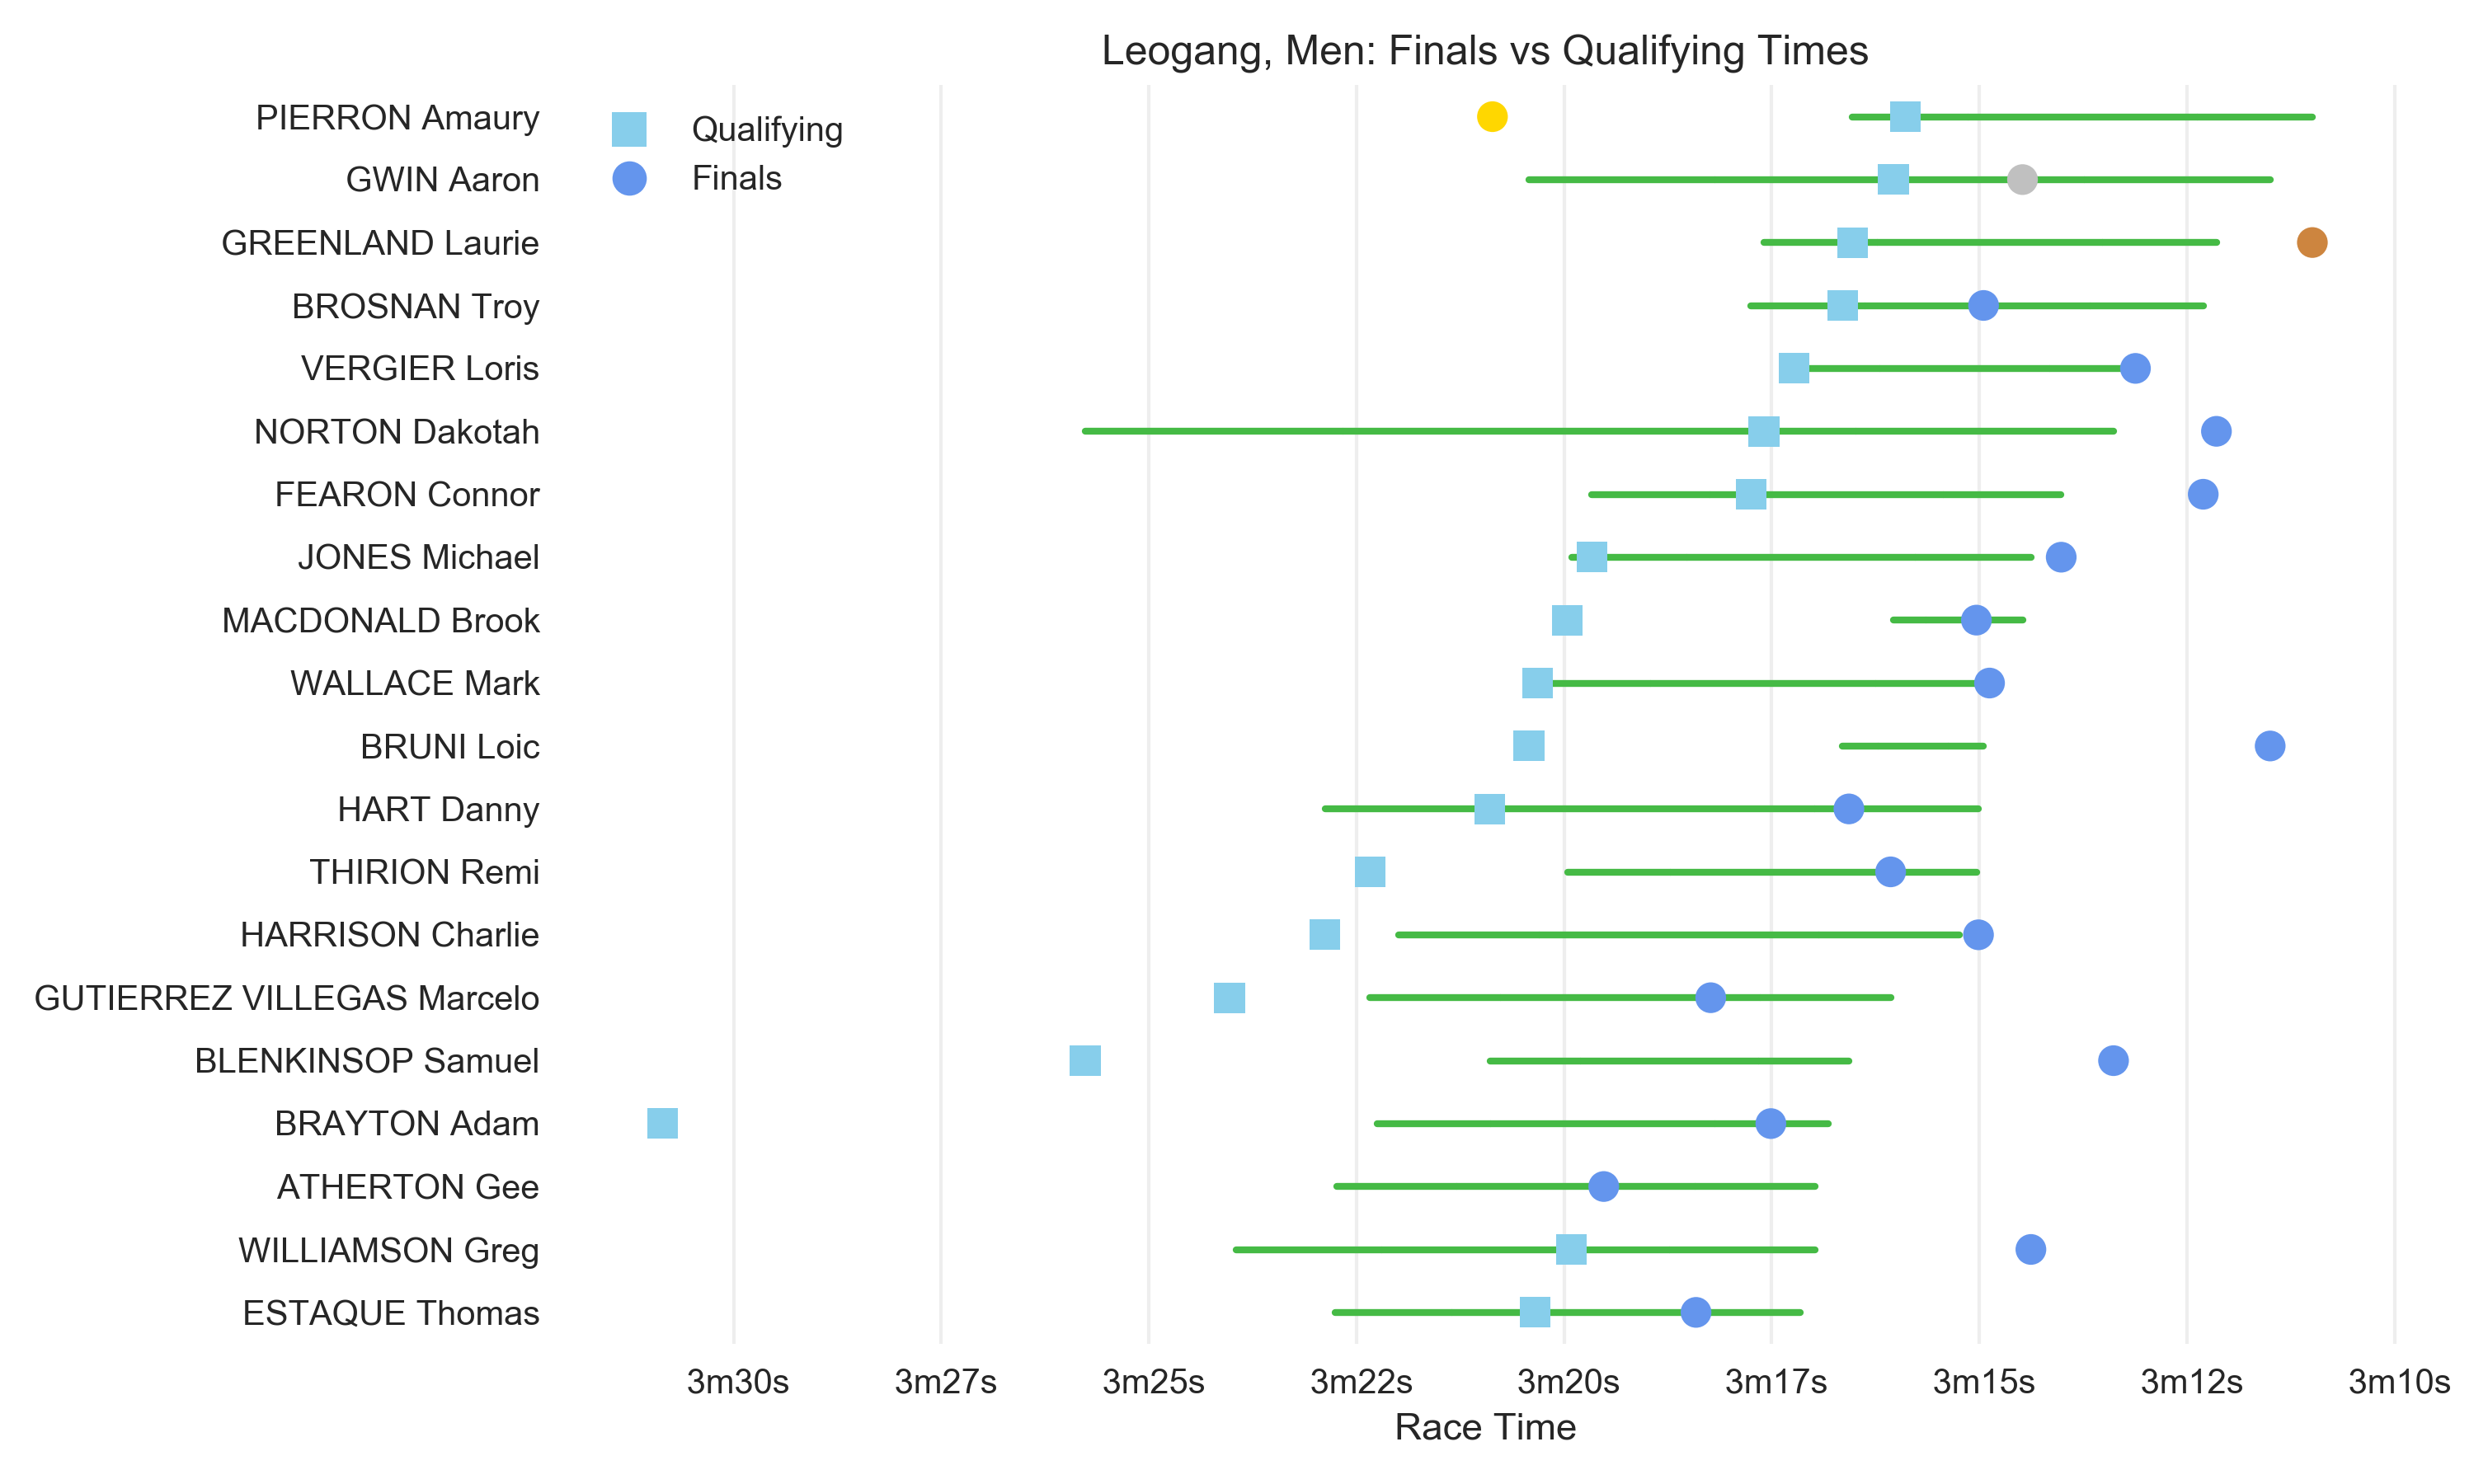 Leogang, Men: Finals vs Qualifying Times
Qualifying
Finals
PIERRON Amaury
GWIN Aaron
GREENLAND Laurie
BROSNAN Troy
VERGIER Loris
NORTON Dakotah
FEARON Connor
JONES Michael
MACDONALD Brook
WALLACE Mark
BRUNI Loic
HART Danny
THIRION Remi
HARRISON Charlie
GUTIERREZ VILLEGAS Marcelo
BLENKINSOP Samuel
BRAYTON Adam
ATHERTON Gee
WILLIAMSON Greg
ESTAQUE Thomas
3m30s 3m27s 3m25s 3m22s 3m20s 3m17s 3m15s 3m12s 3m10s
Race Time